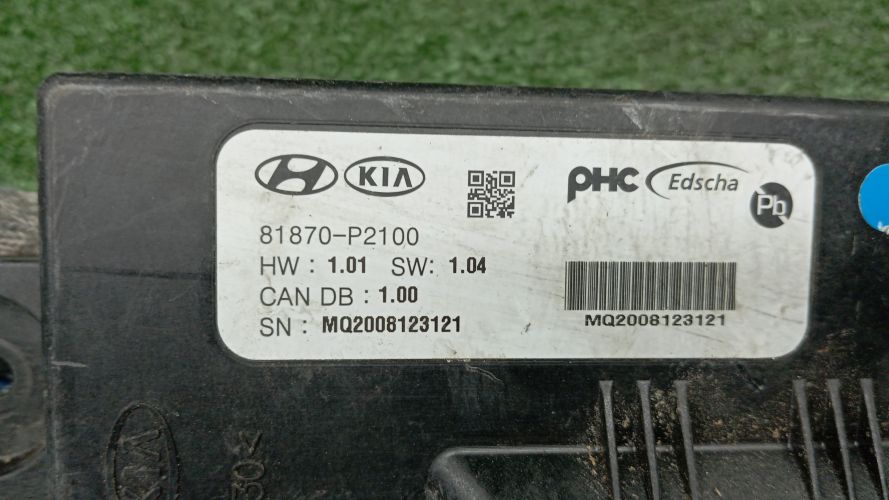 KIA PHC Edscha
Pb
81870-P2100
HW : 1.01 SW: 1.04
CAN DB : 1.00
SN : MQ2008123121
MQ2008123121
KIA